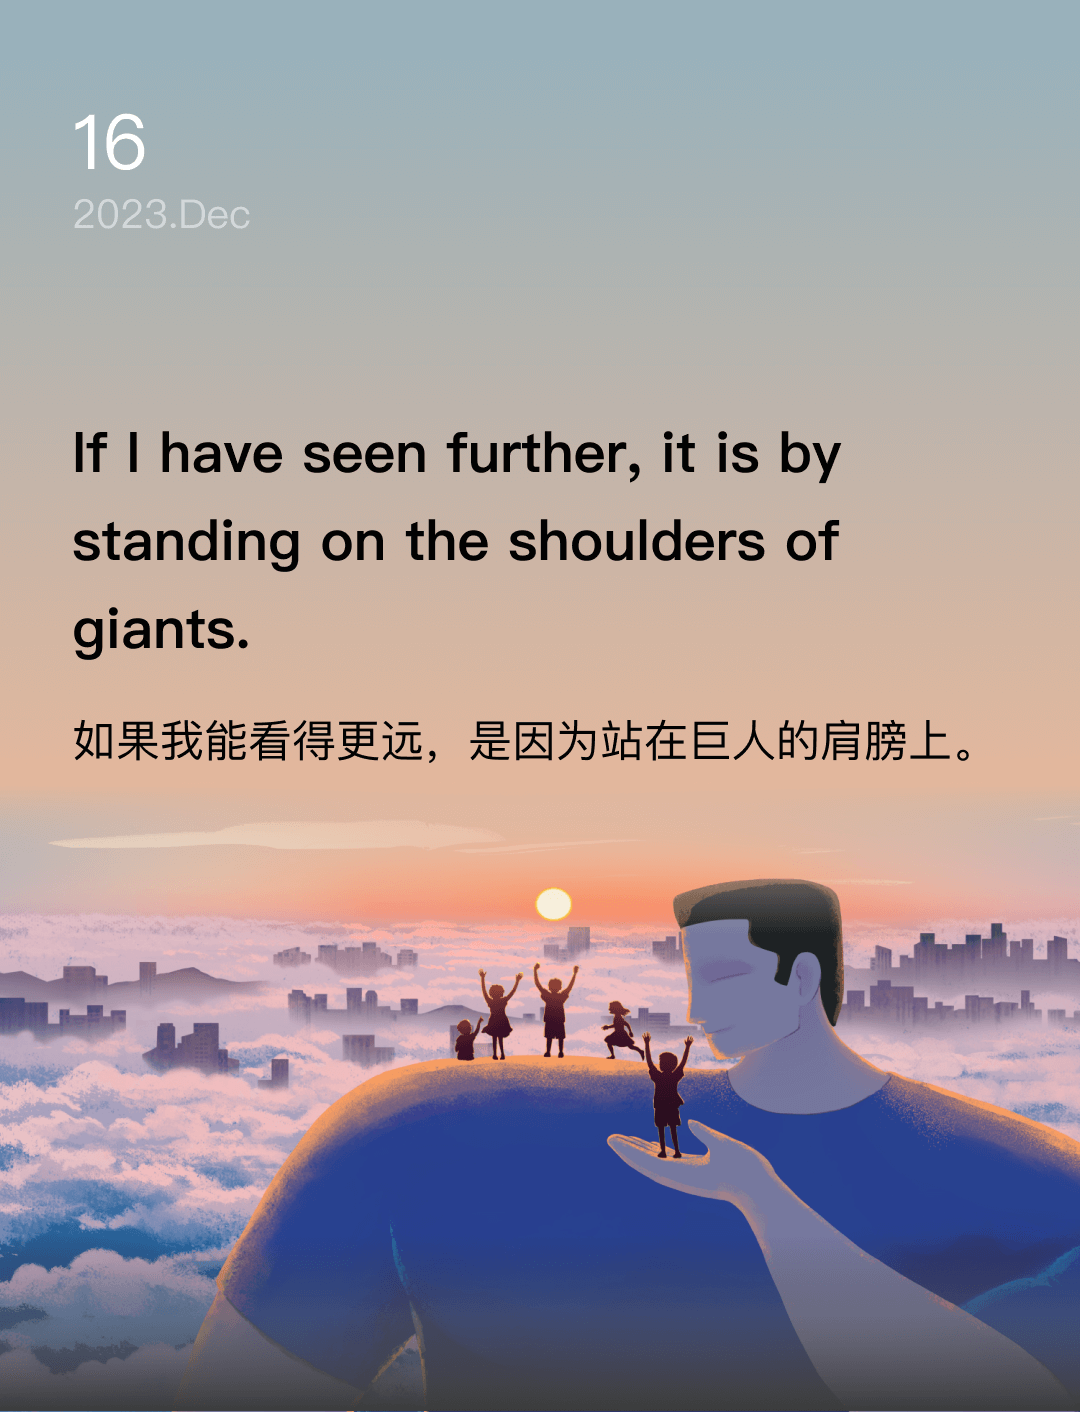 16
2023.Dec
If I have seen further, it is by
standing on the shoulders of
giants.
如果我能看得更远，是因为站在巨人的肩膀上。